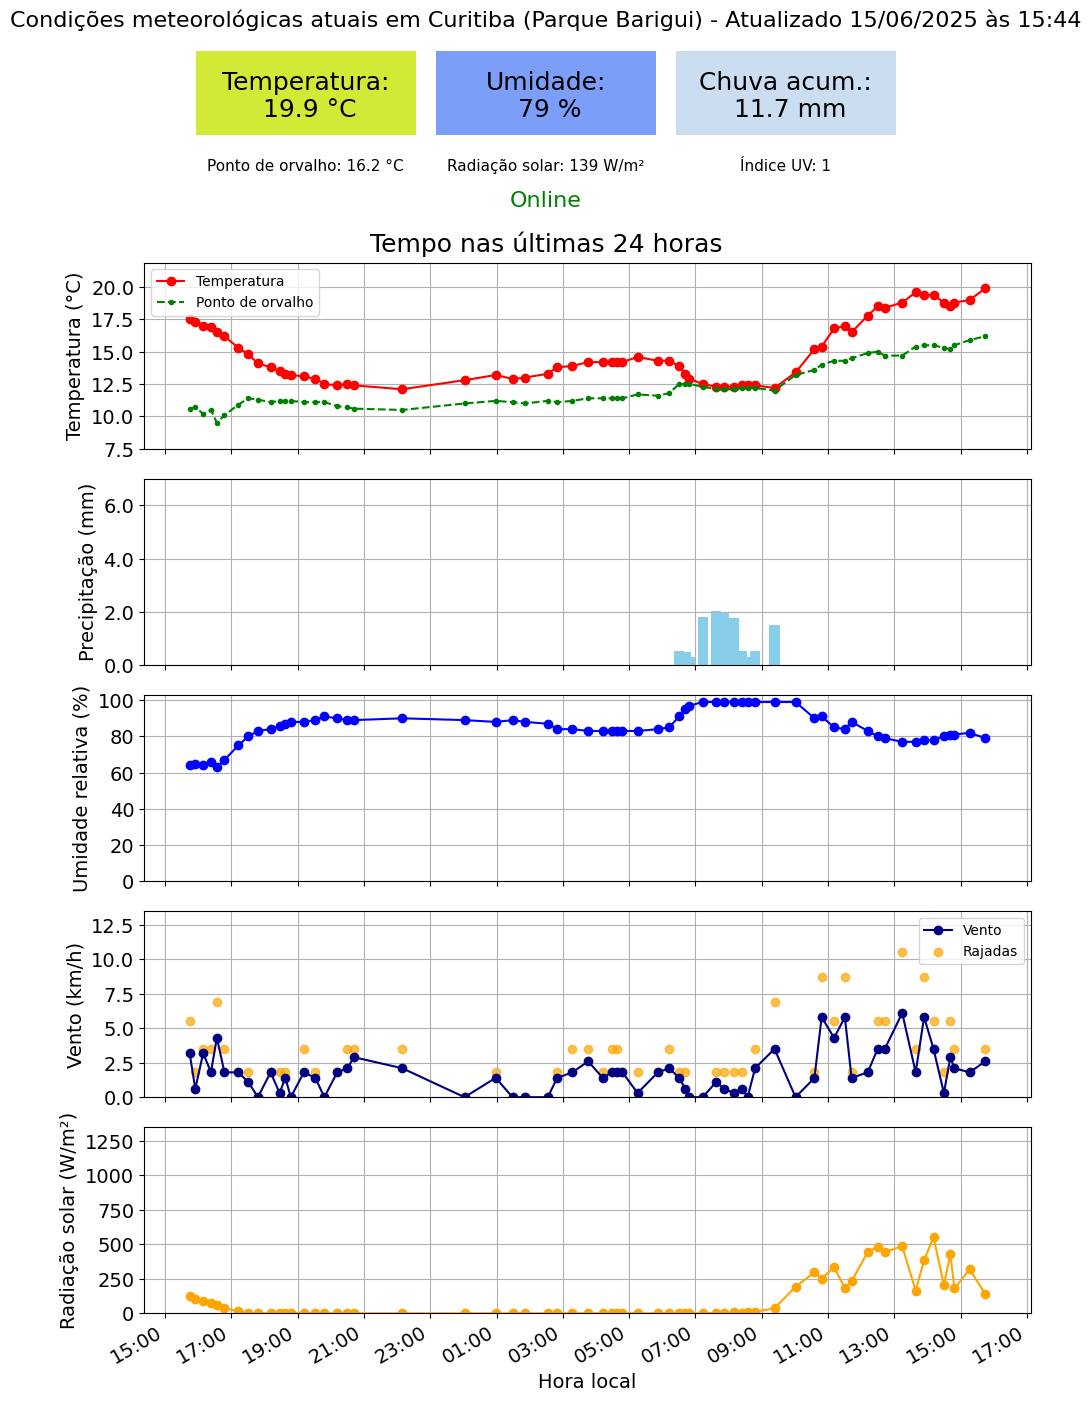 Condições meteorológicas atuais em Curitiba (Parque Barigui) - Atualizado 15/06/2025 às 15:44
Temperatura:
19.9 °C
Umidade:
79 %
Chuva acum.:
11.7 mm
Ponto de orvalho: 16.2 °C
Radiação solar: 139 W/m²
Índice UV: 1
Online
Tempo nas últimas 24 horas
Temperatura (°C)
20.0
17.5
15.0
12.5
10.0
7.5
Temperatura
Ponto de orvalho
Precipitação (mm)
6.0
4.0
2.0
0.0
Umidade relativa (%)
100
80
60
40
20
0
Vento (km/h)
12.5
10.0
7.5
5.0
2.5
0.0
Vento
Rajadas
Radiação solar (W/m²)
1250
1000
750
500
250
0
15:00
17:00
19:00
21:00
23:00
01:00
03:00
05:00
07:00
09:00
11:00
13:00
15:00
17:00
Hora local